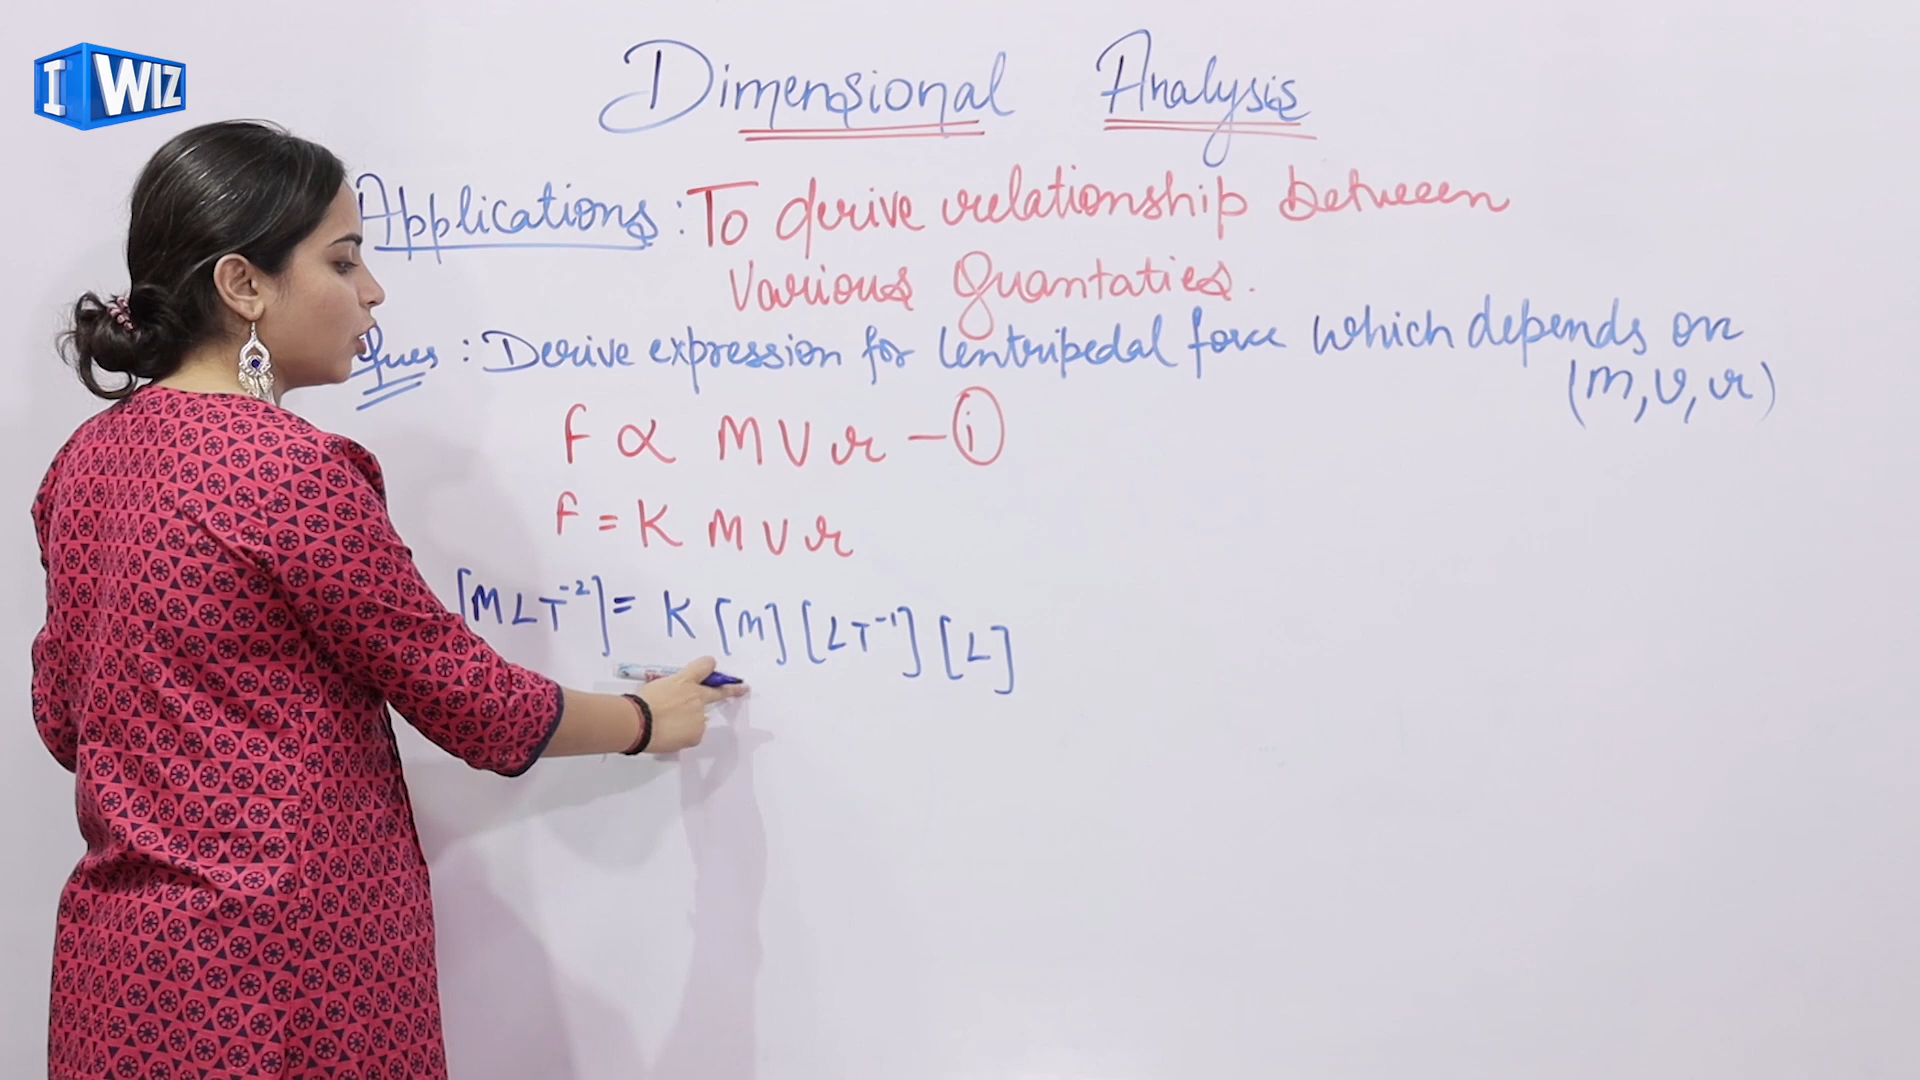 I WIZ
Dimensional Analysis
Applications : To derive relationship between
Various Quantaties.
Ques : Derive expression for Centripedal force which depends on
(m, v, r)
F ∝ M V r - (i)
F = K M V r
[MLT⁻²] = K [M] [LT⁻¹] [L]